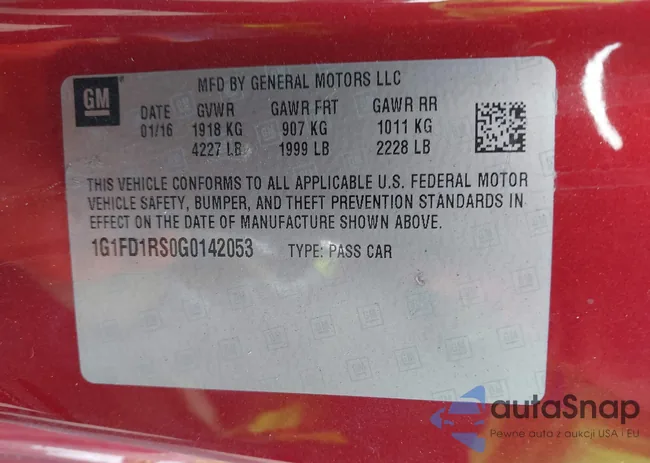 GM
MFD BY GENERAL MOTORS LLC
DATE GVWR GAWR FRT GAWR RR
01/16 1918 KG 907 KG 1011 KG
4227 LB 1999 LB 2228 LB
THIS VEHICLE CONFORMS TO ALL APPLICABLE U.S. FEDERAL MOTOR
VEHICLE SAFETY, BUMPER, AND THEFT PREVENTION STANDARDS IN
EFFECT ON THE DATE OF MANUFACTURE SHOWN ABOVE.
1G1FD1RS0G0142053 TYPE: PASS CAR
autaSnap
Pewne auta z aukcji USA i EU